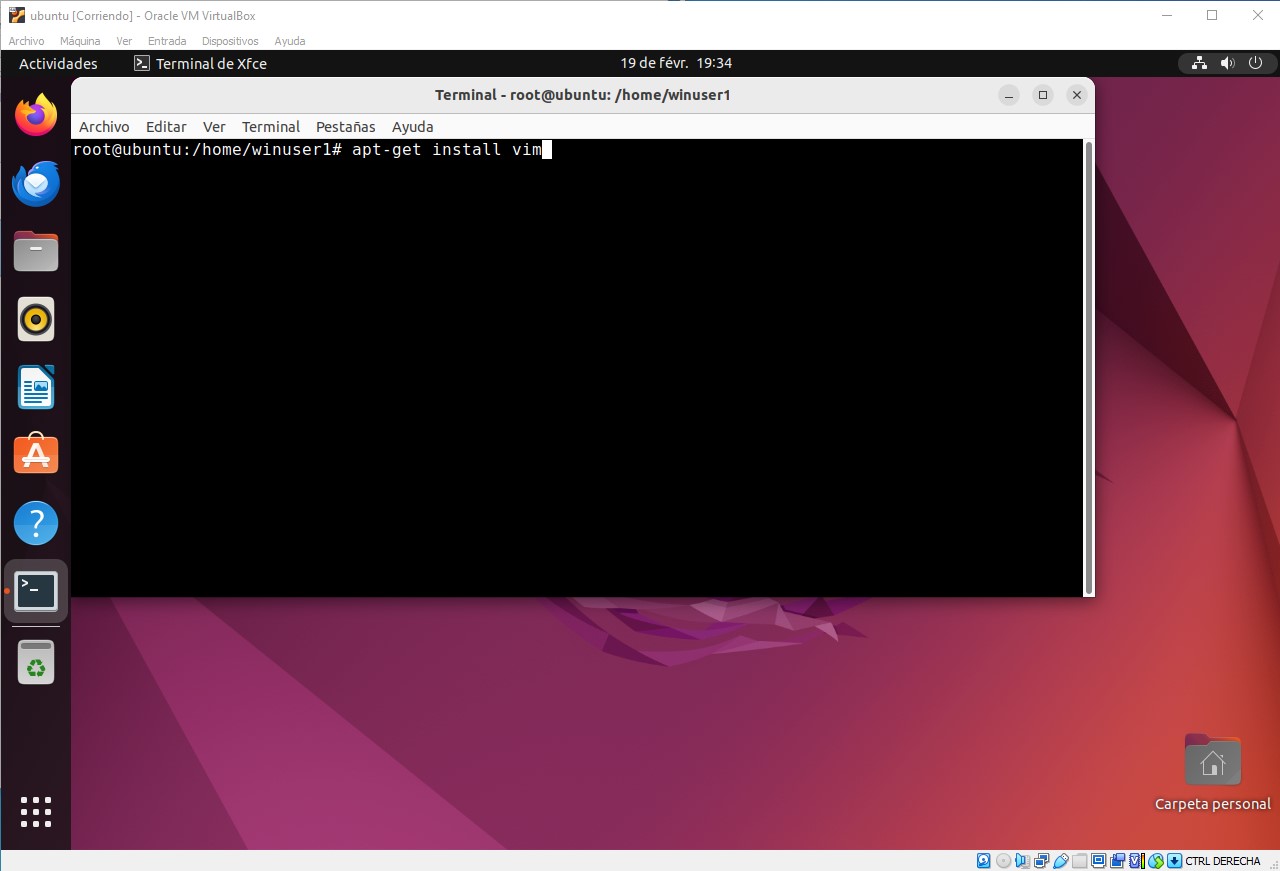 ubuntu [Corriendo] - Oracle VM VirtualBox
Archivo Máquina Ver Entrada Dispositivos Ayuda
Actividades Terminal de Xfce 19 de févr. 19:34
Terminal - root@ubuntu: /home/winuser1
Archivo Editar Ver Terminal Pestañas Ayuda
root@ubuntu:/home/winuser1# apt-get install vim
Carpeta personal
CTRL DERECHA